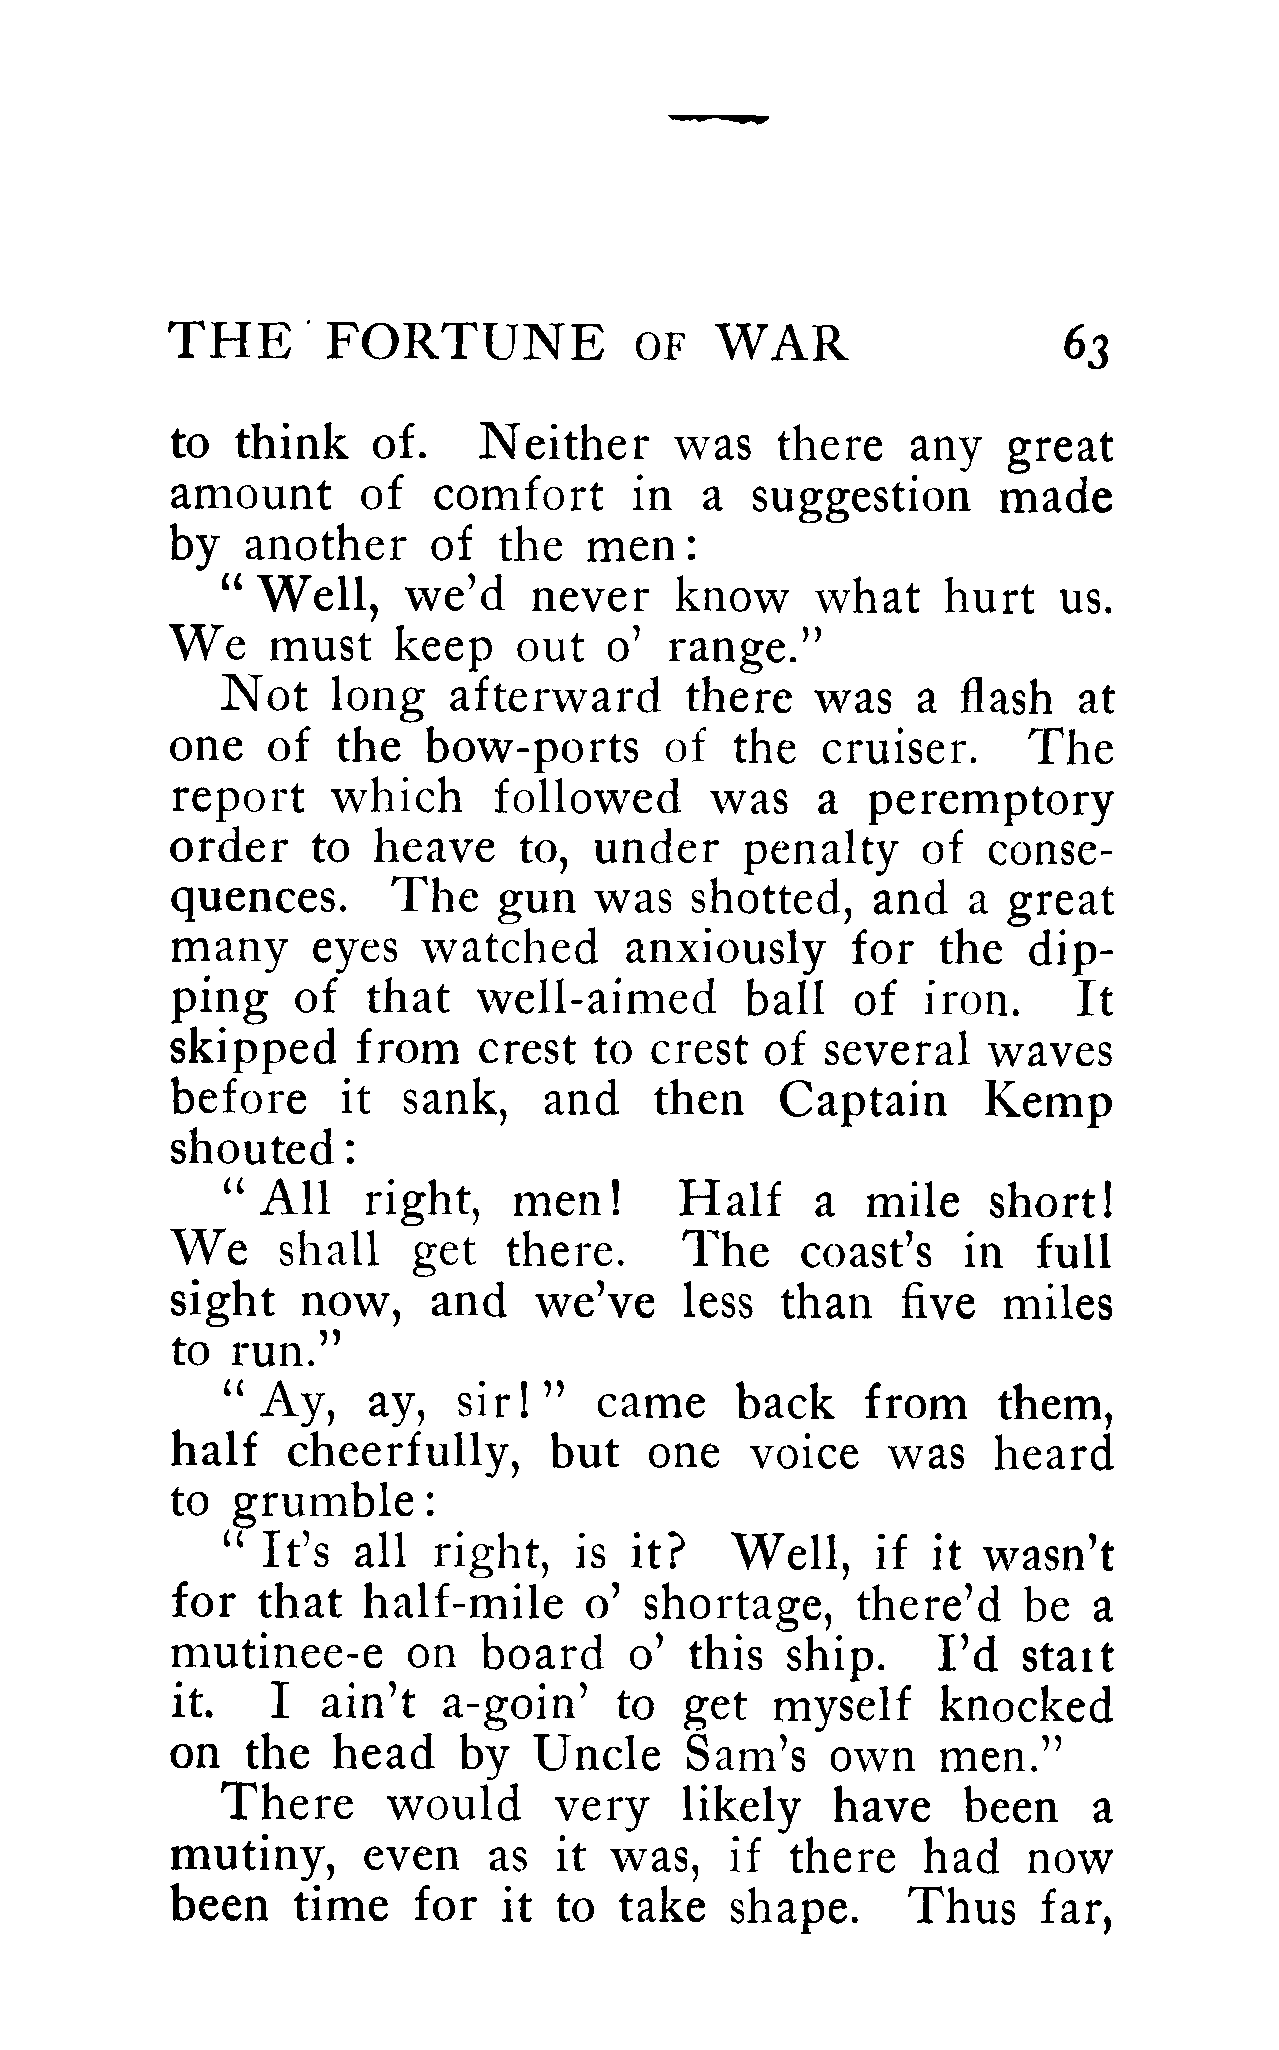 THE FORTUNE OF WAR 63
to think of. Neither was there any great
amount of comfort in a suggestion made
by another of the men:
"Well, we'd never know what hurt us.
We must keep out o' range."
Not long afterward there was a flash at
one of the bow-ports of the cruiser. The
report which followed was a peremptory
order to heave to, under penalty of conse-
quences. The gun was shotted, and a great
many eyes watched anxiously for the dip-
ping of that well-aimed ball of iron. It
skipped from crest to crest of several waves
before it sank, and then Captain Kemp
shouted:
"All right, men! Half a mile short!
We shall get there. The coast's in full
sight now, and we've less than five miles
to run."
"Ay, ay, sir!" came back from them,
half cheerfully, but one voice was heard
to grumble:
"It's all right, is it? Well, if it wasn't
for that half-mile o' shortage, there'd be a
mutinee-e on board o' this ship. I'd start
it. I ain't a-goin' to get myself knocked
on the head by Uncle Sam's own men."
There would very likely have been a
mutiny, even as it was, if there had now
been time for it to take shape. Thus far,